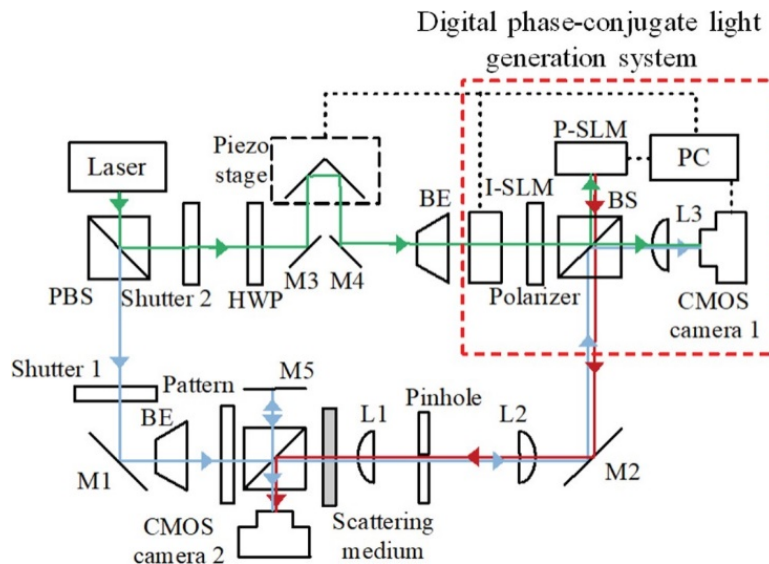 Digital phase-conjugate light
generation system
P-SLM
PC
Laser
Piezo
stage
BE
I-SLM
BS
L3
PBS
Shutter 2
HWP
M3
M4
Polarizer
CMOS
camera 1
Shutter 1
Pattern
M5
BE
L1
Pinhole
L2
M1
M2
CMOS
camera 2
Scattering
medium